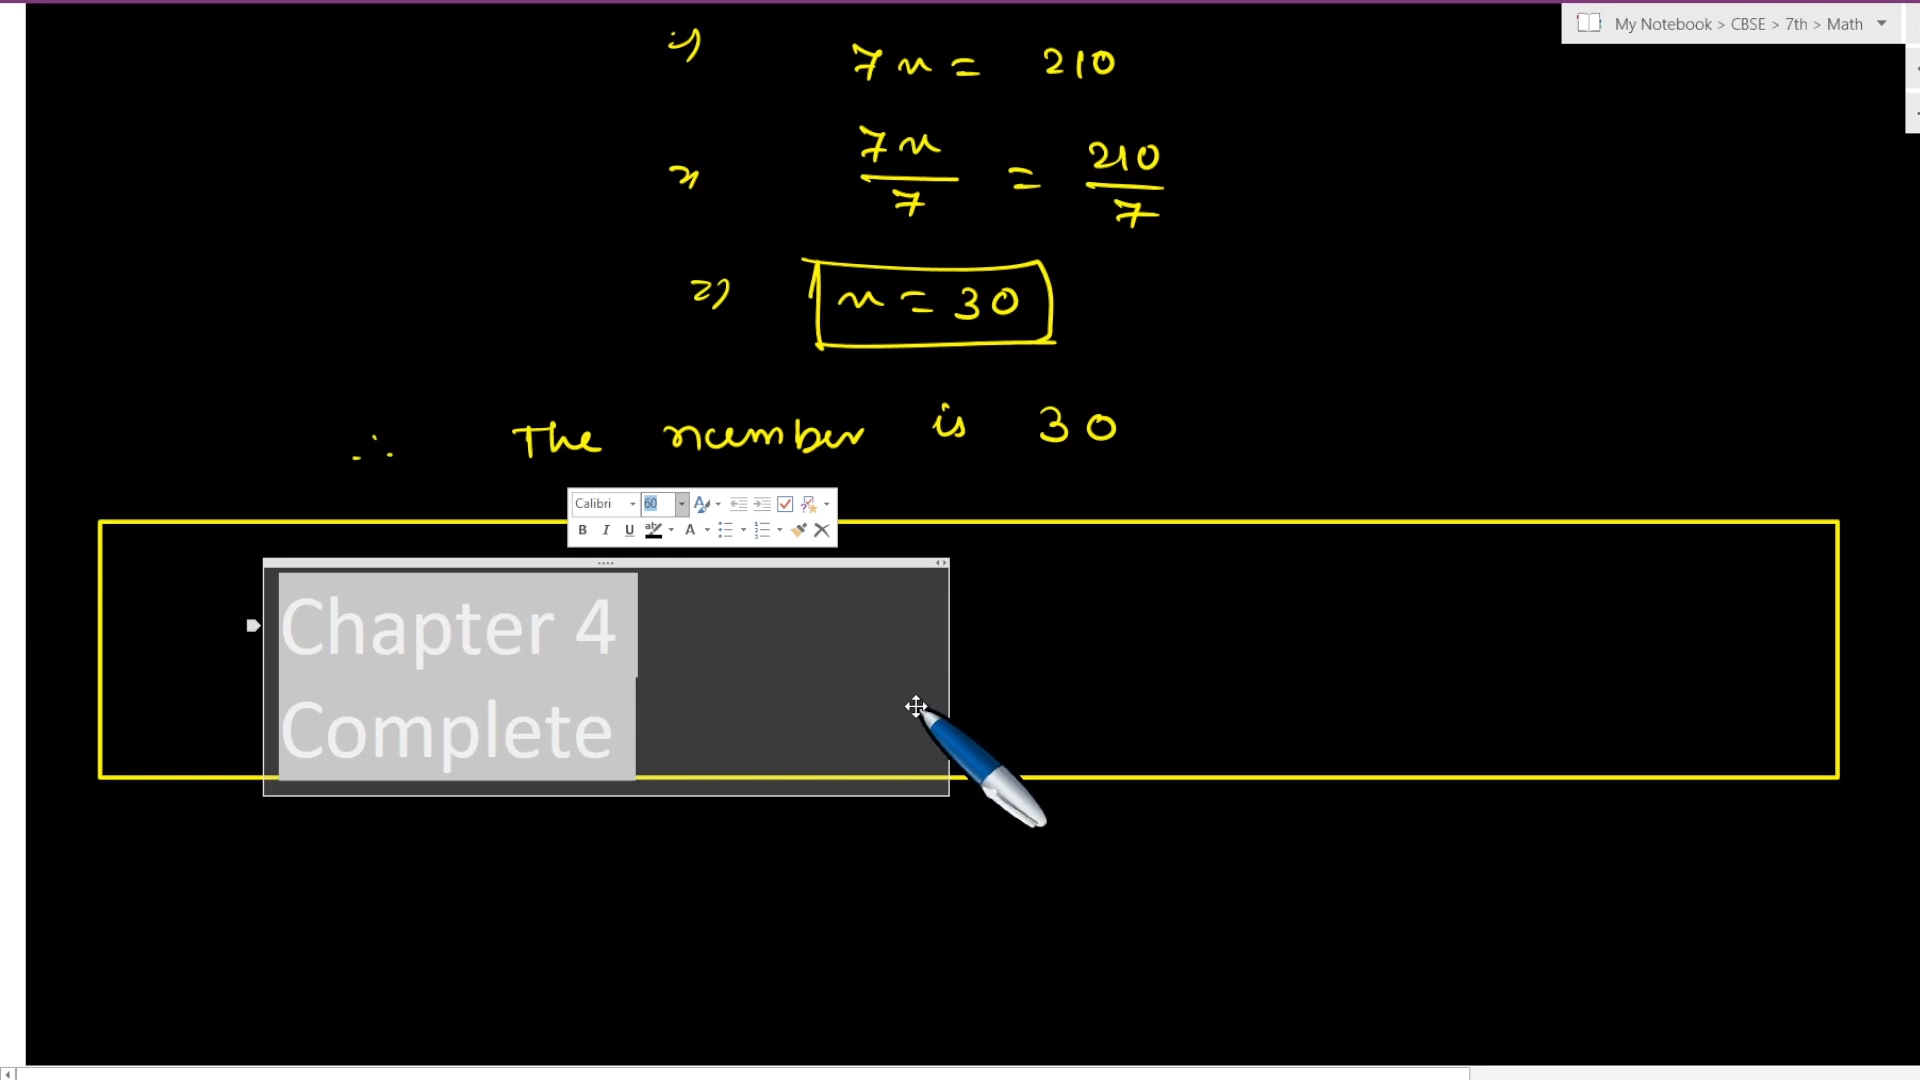 My Notebook > CBSE > 7th > Math
7x = 210
7x/7 = 210/7
x = 30
∴ The number is 30
Calibri 60
B I U
Chapter 4
Complete